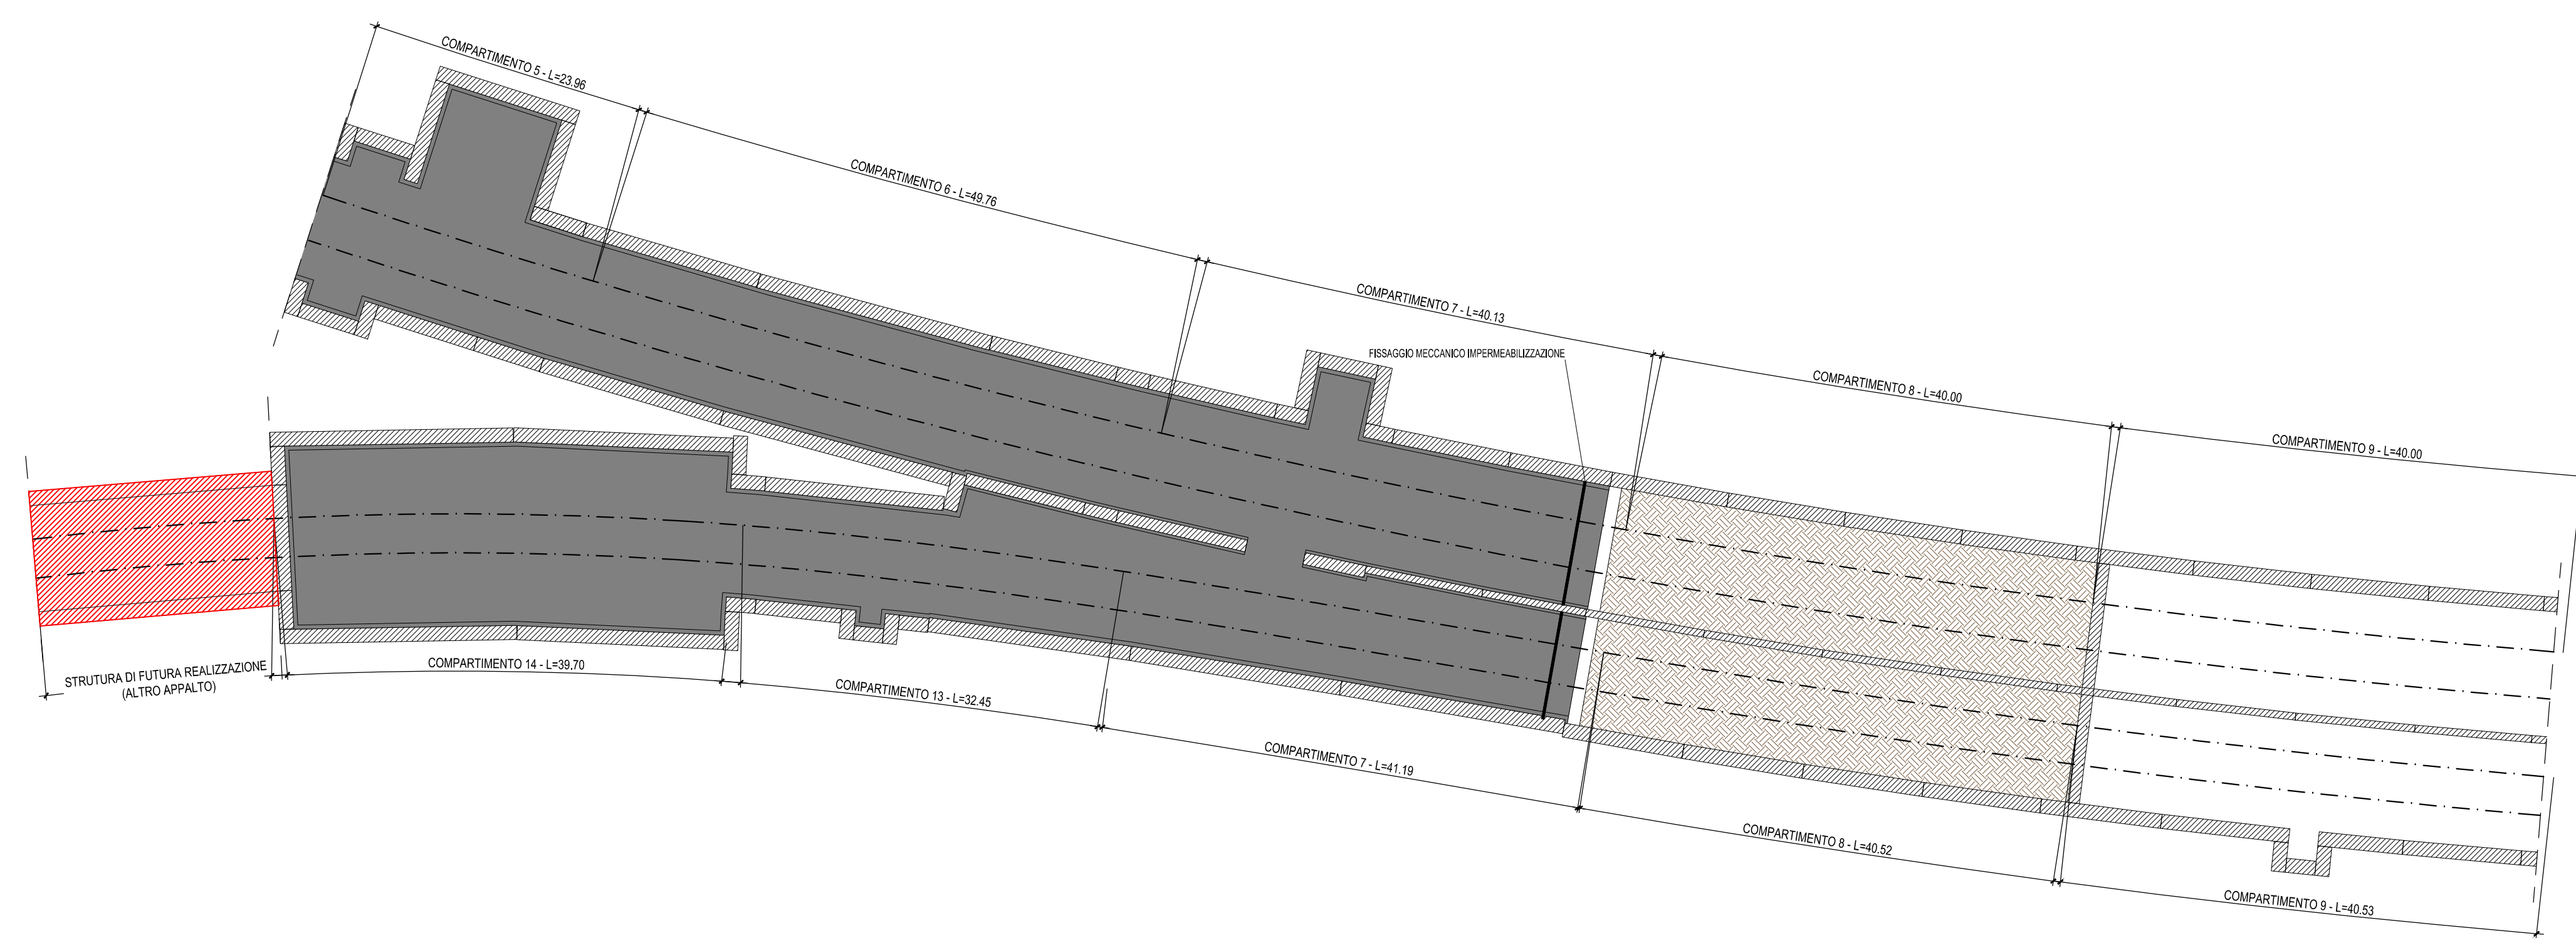 COMPARTIMENTO 5 - L=23.96
COMPARTIMENTO 6 - L=49.76
COMPARTIMENTO 7 - L=40.13
FISSAGGIO MECCANICO IMPERMEABILIZZAZIONE
COMPARTIMENTO 8 - L=40.00
COMPARTIMENTO 9 - L=40.00
STRUTURA DI FUTURA REALIZZAZIONE
(ALTRO APPALTO)
COMPARTIMENTO 14 - L=39.70
COMPARTIMENTO 13 - L=32.45
COMPARTIMENTO 7 - L=41.19
COMPARTIMENTO 8 - L=40.52
COMPARTIMENTO 9 - L=40.53